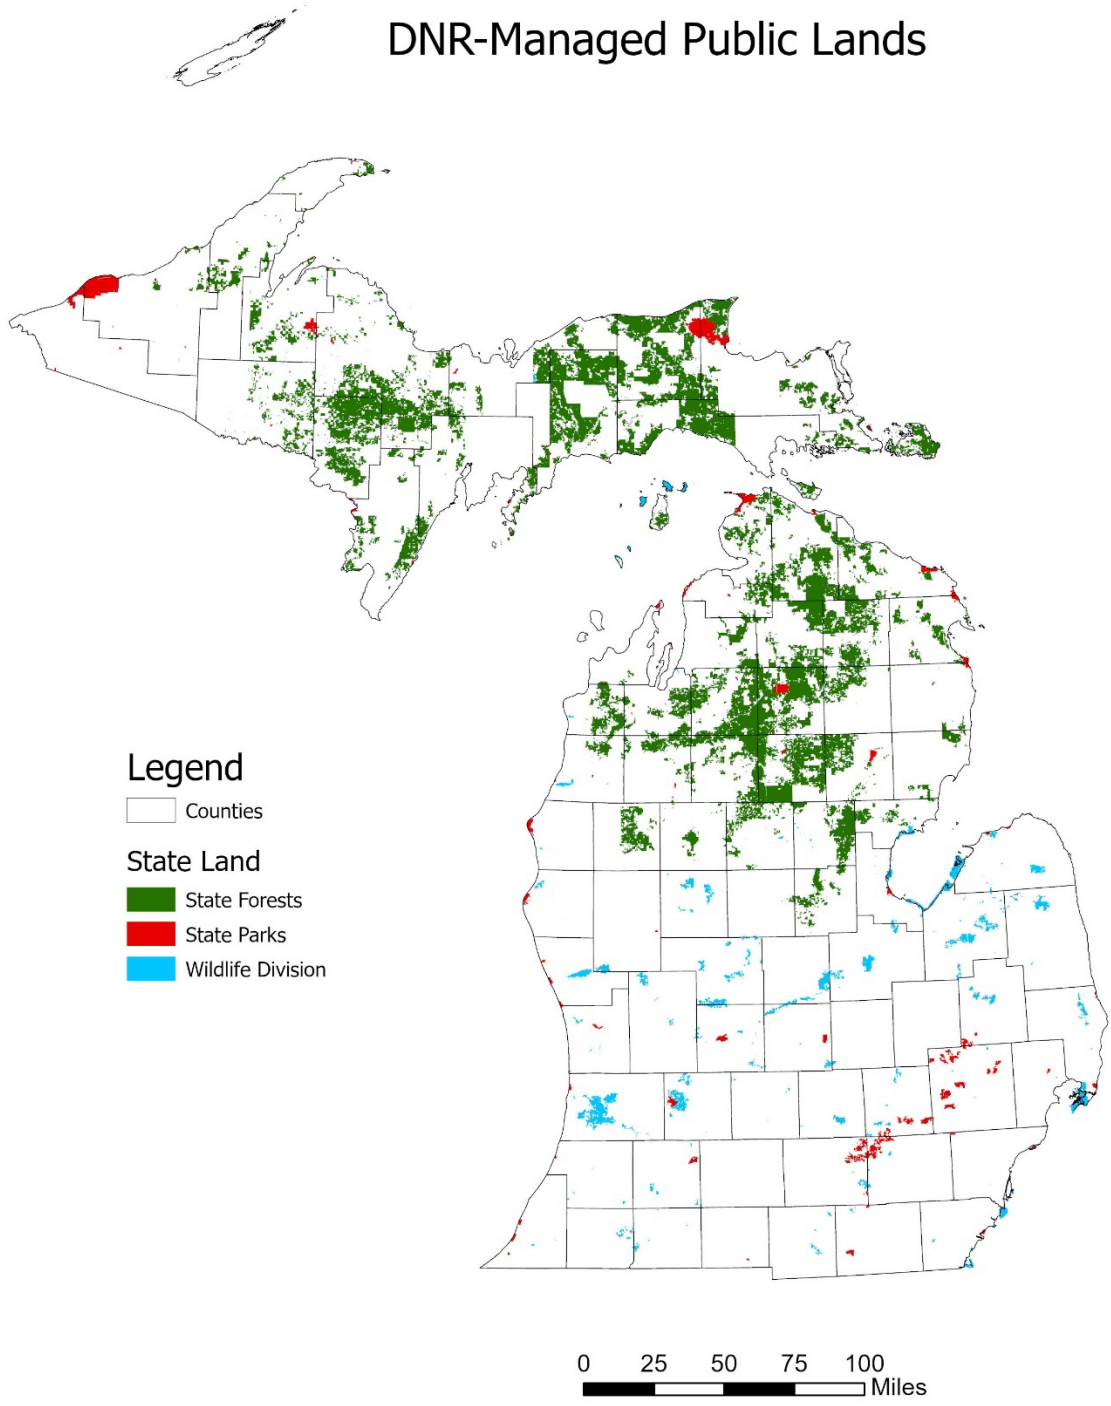 DNR-Managed Public Lands
Legend
Counties
State Land
State Forests
State Parks
Wildlife Division
0 25 50 75 100
Miles